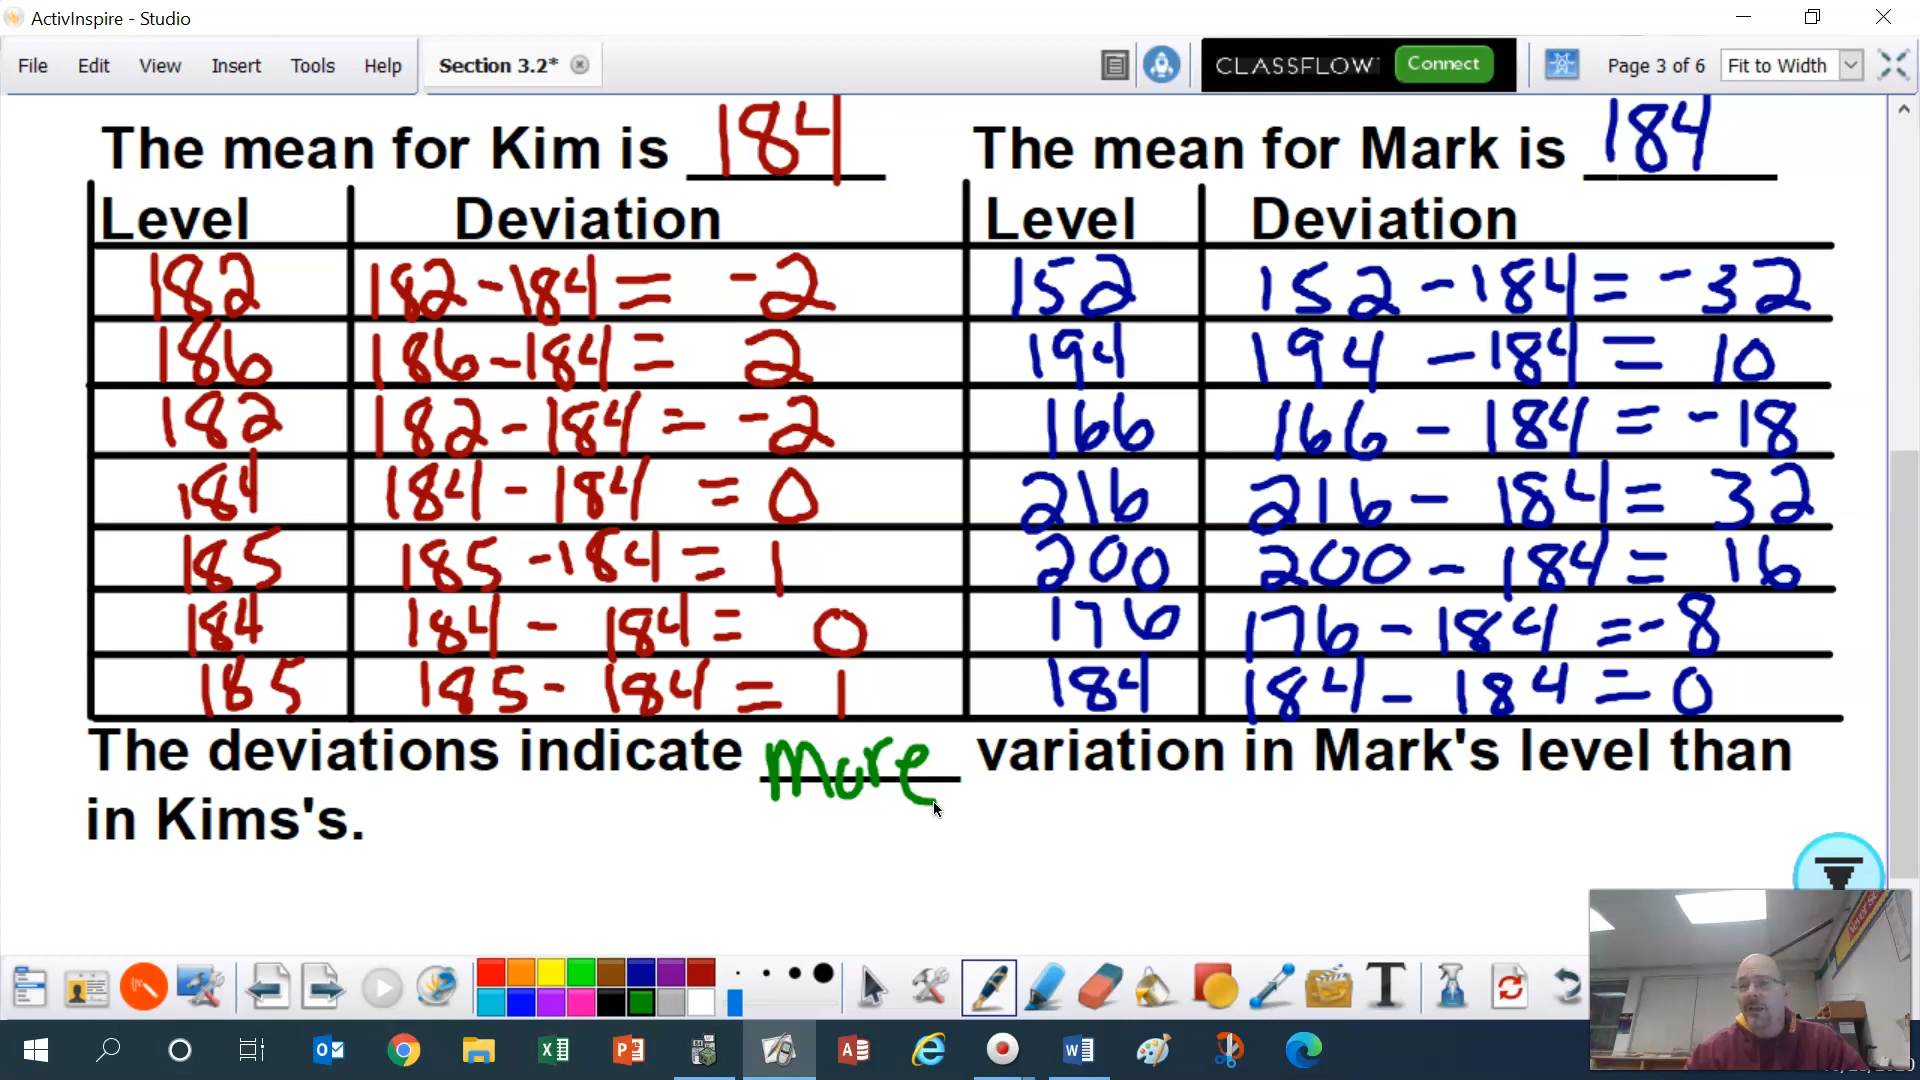 ActivInspire - Studio
File Edit View Insert Tools Help Section 3.2* CLASSFLOW Connect Page 3 of 6 Fit to Width
The mean for Kim is 184 The mean for Mark is 184
Level Deviation Level Deviation
182 182-184 = -2 152 152-184 = -32
186 186-184 = 2 194 194-184 = 10
182 182-184 = -2 166 166-184 = -18
184 184-184 = 0 216 216-184 = 32
185 185-184 = 1 200 200-184 = 16
184 184-184 = 0 176 176-184 = -8
185 185-184 = 1 184 184-184 = 0
The deviations indicate more variation in Mark's level than
in Kims's.